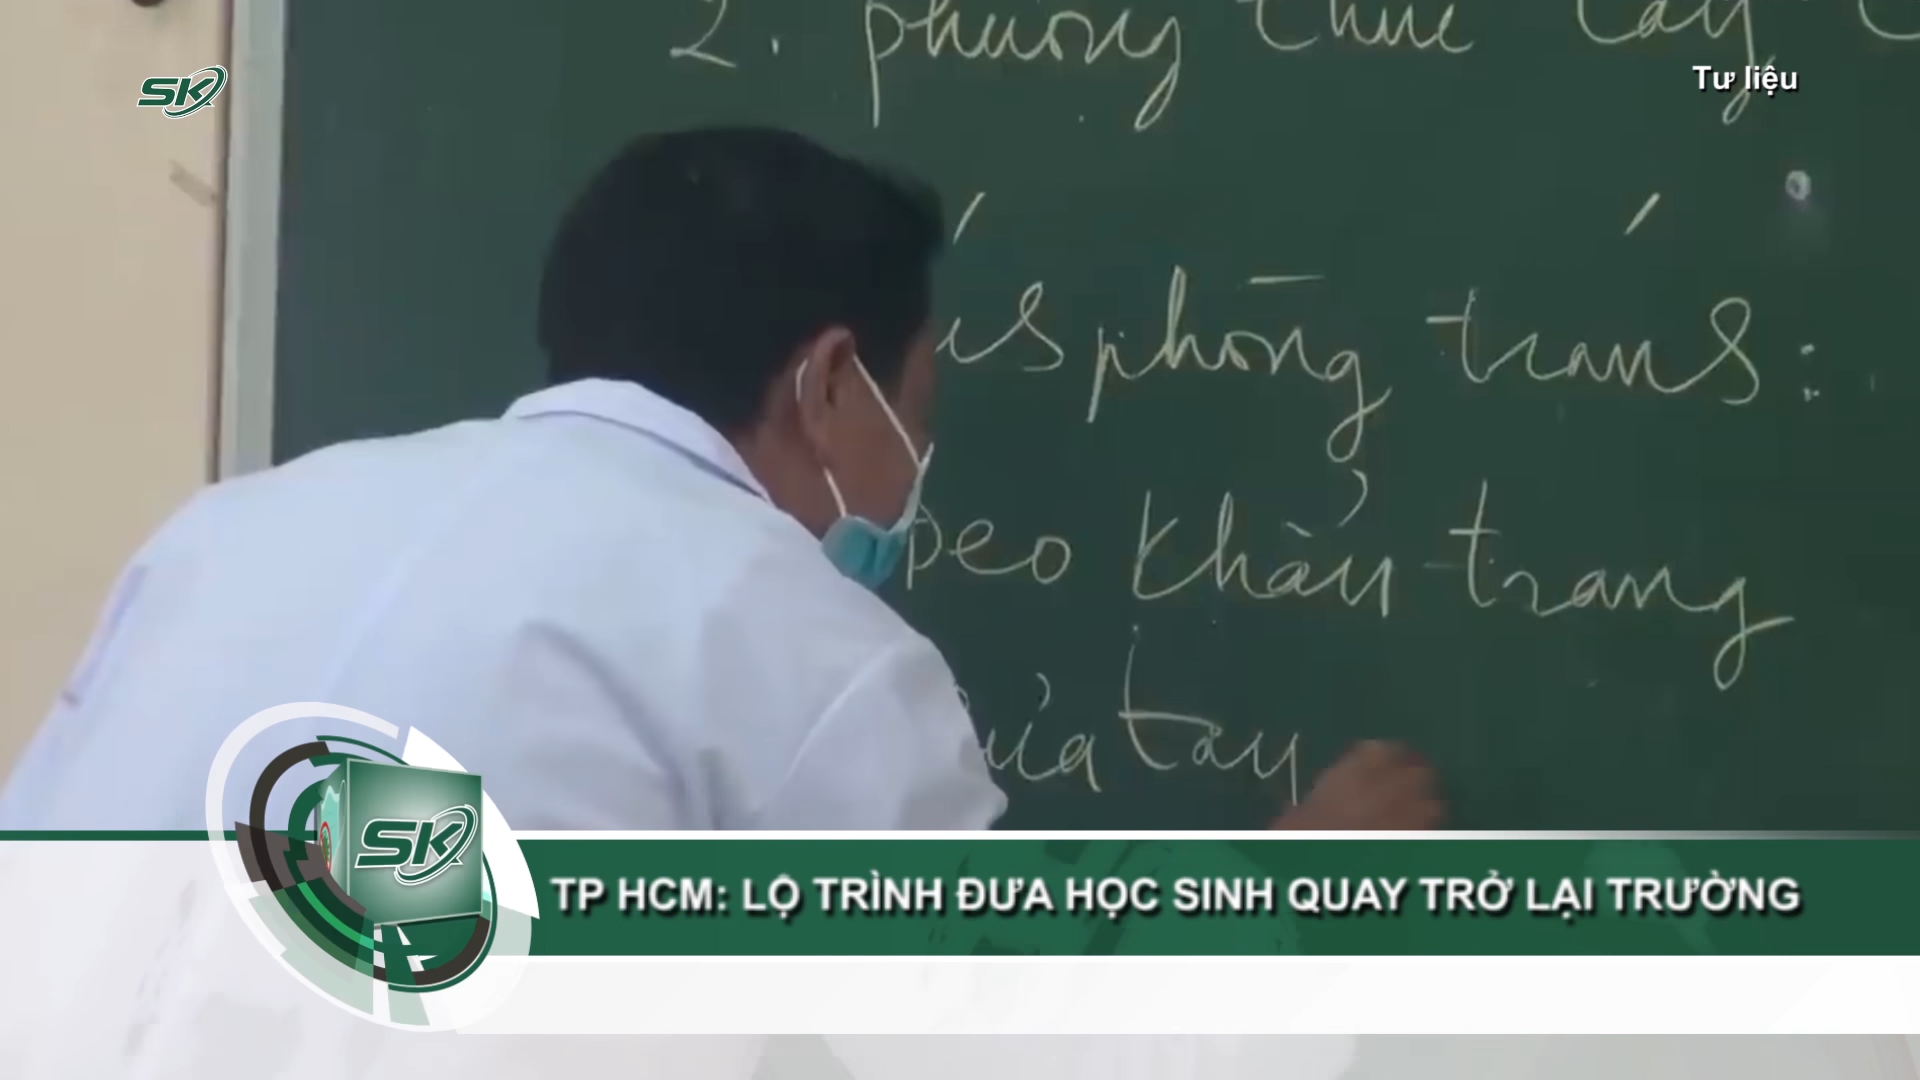 2. phương thức lây
SK
Tư liệu
phòng tránS:
Đeo khẩu trang
rửa tay
SK
TP HCM: LỘ TRÌNH ĐƯA HỌC SINH QUAY TRỞ LẠI TRƯỜNG